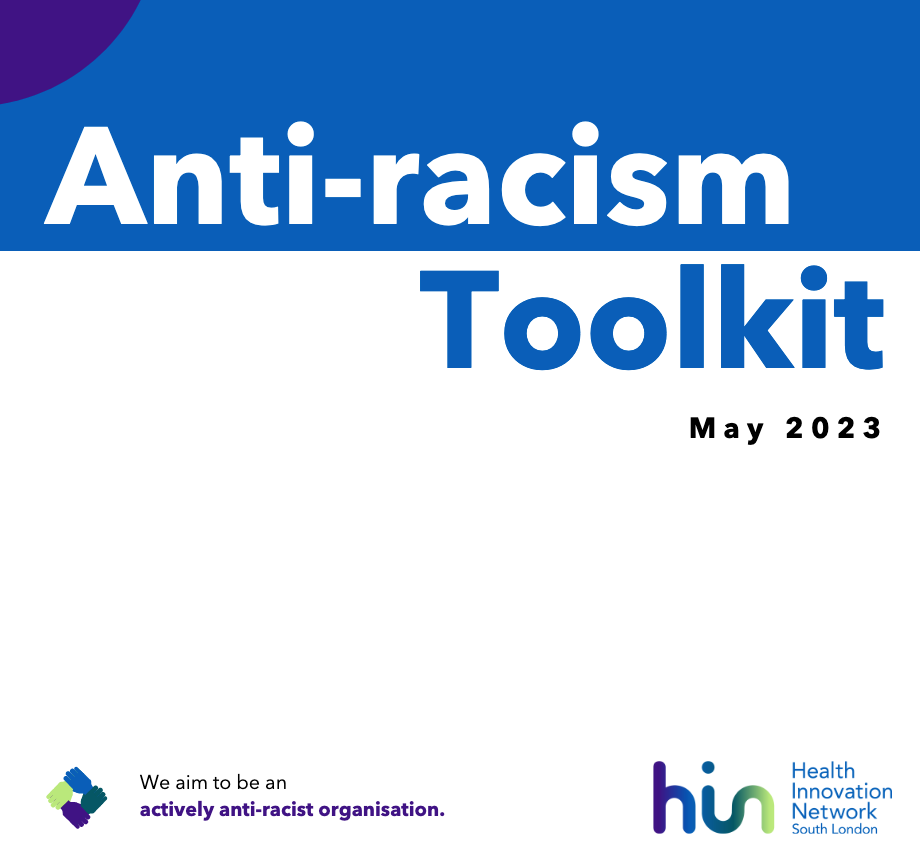 Anti-racism
Toolkit
May 2023
We aim to be an
actively anti-racist organisation.
hin
Health
Innovation
Network
South London